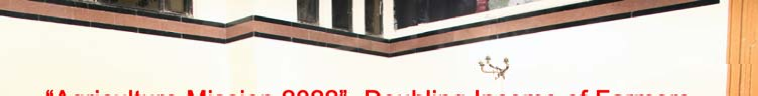 “Agriculture Mission 2022”- Doubling Income of Farmers